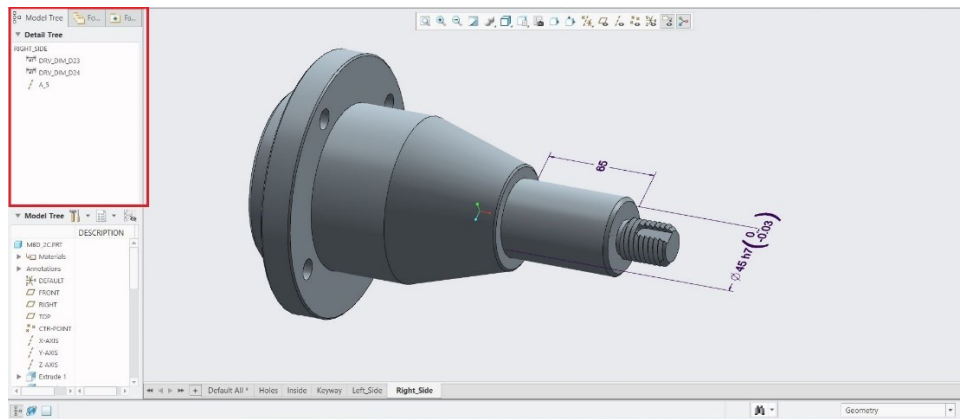 Model Tree Fo... Fa...
Detail Tree
RIGHT_SIDE
DRV_DIM_D23
DRV_DIM_D24
A_5
Model Tree
DESCRIPTION
MBD_2C.PRT
Materials
Annotations
DEFAULT
FRONT
RIGHT
TOP
CTR-POINT
X-AXIS
Y-AXIS
Z-AXIS
Extrude 1
65
Ø 45 h7 ( 0 -0.03 )
Default All * Holes Inside Keyway Left_Side Right_Side
Geometry